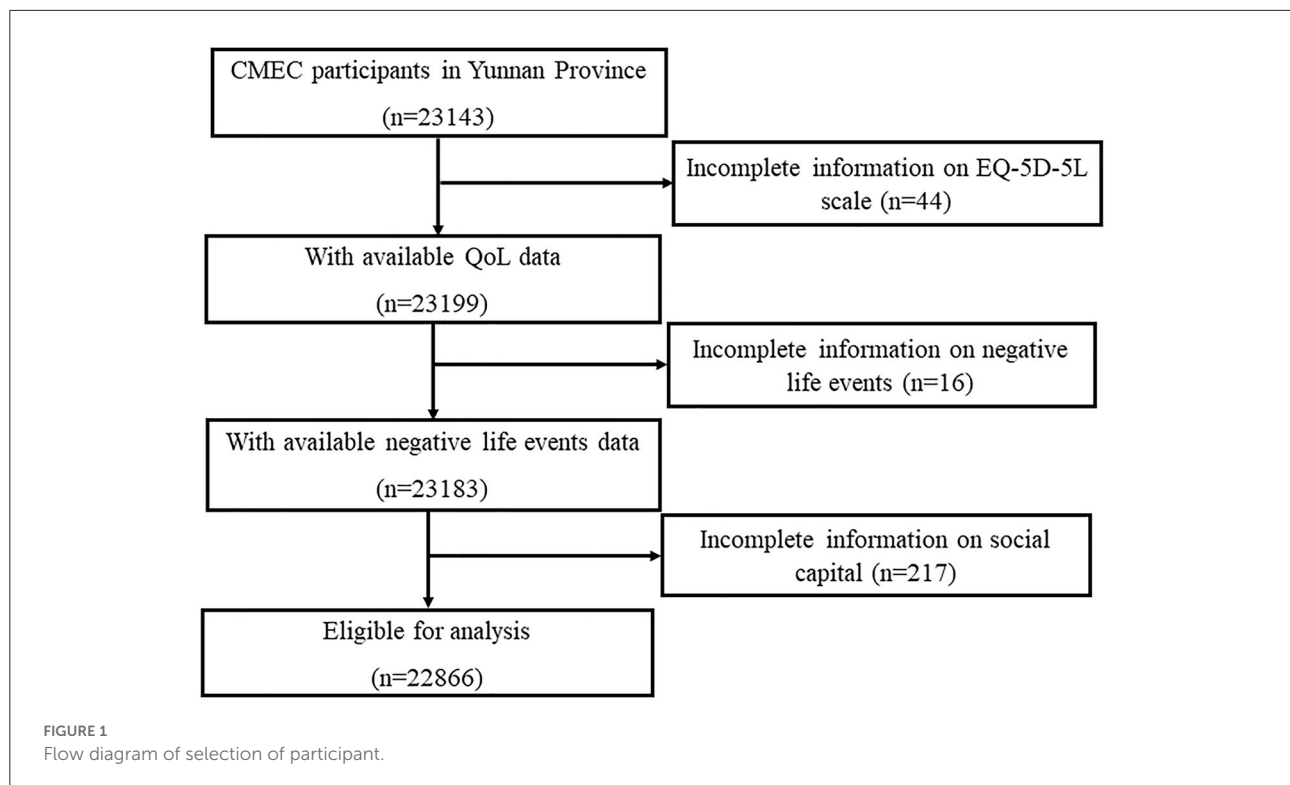 CMEC participants in Yunnan Province
(n=23143)
Incomplete information on EQ-5D-5L
scale (n=44)
With available QoL data
(n=23199)
Incomplete information on negative
life events (n=16)
With available negative life events data
(n=23183)
Incomplete information on social
capital (n=217)
Eligible for analysis
(n=22866)
FIGURE 1
Flow diagram of selection of participant.